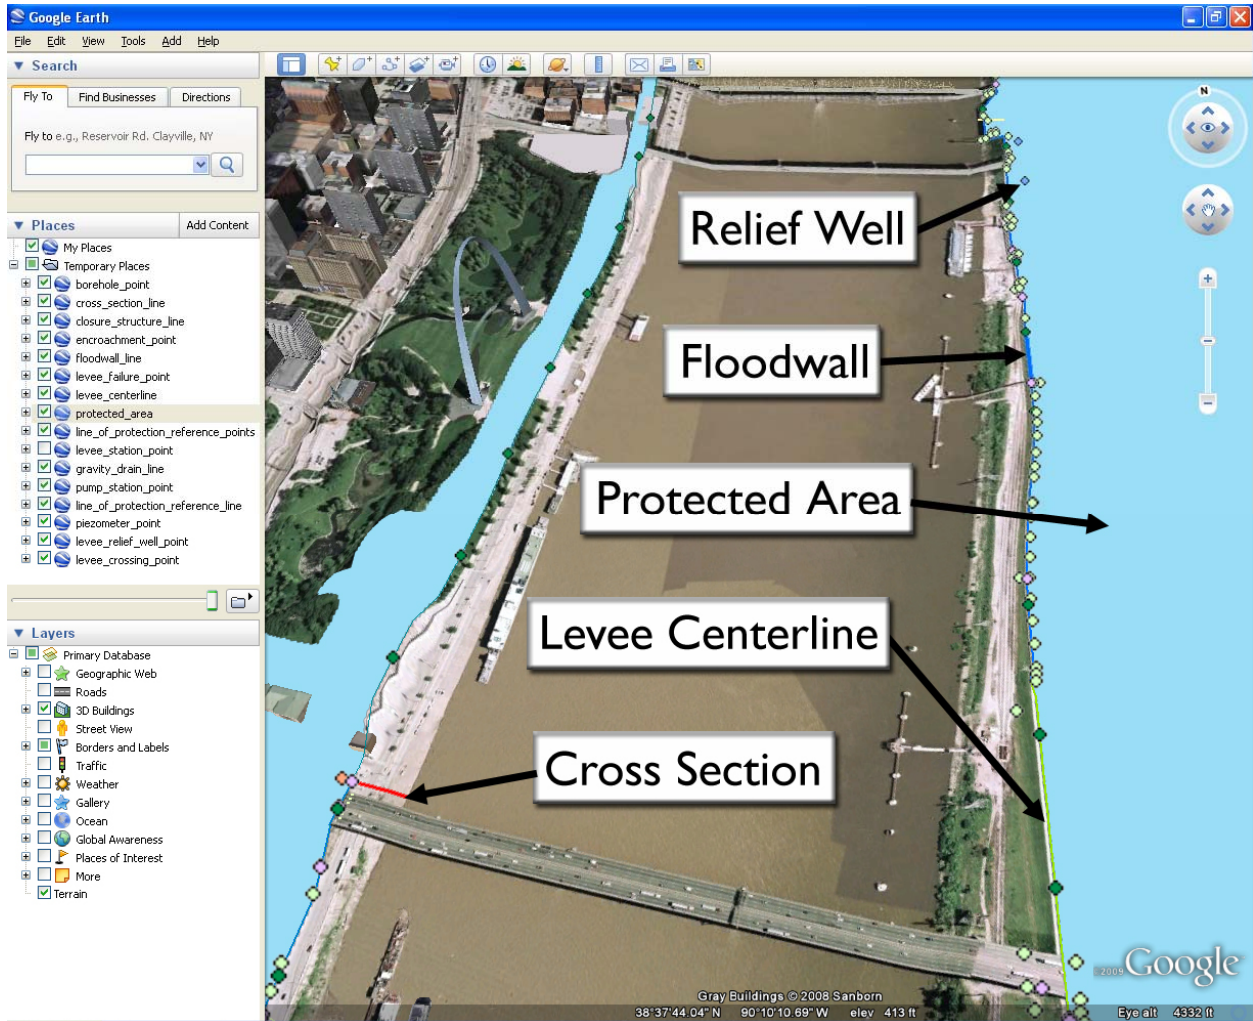 Google Earth
File Edit View Tools Add Help
Search
Fly To Find Businesses Directions
Fly to e.g., Reservoir Rd. Clayville, NY
Places Add Content
My Places
Temporary Places
borehole_point
cross_section_line
closure_structure_line
encroachment_point
floodwall_line
levee_failure_point
levee_centerline
protected_area
line_of_protection_reference_points
levee_station_point
gravity_drain_line
pump_station_point
line_of_protection_reference_line
piezometer_point
levee_relief_well_point
levee_crossing_point
Layers
Primary Database
Geographic Web
Roads
3D Buildings
Street View
Borders and Labels
Traffic
Weather
Gallery
Ocean
Global Awareness
Places of Interest
More
Terrain
N
Relief Well
Floodwall
Protected Area
Levee Centerline
Cross Section
©2009 Google
Gray Buildings © 2008 Sanborn
38°37'44.04" N 90°10'10.69" W elev 413 ft Eye alt 4332 ft